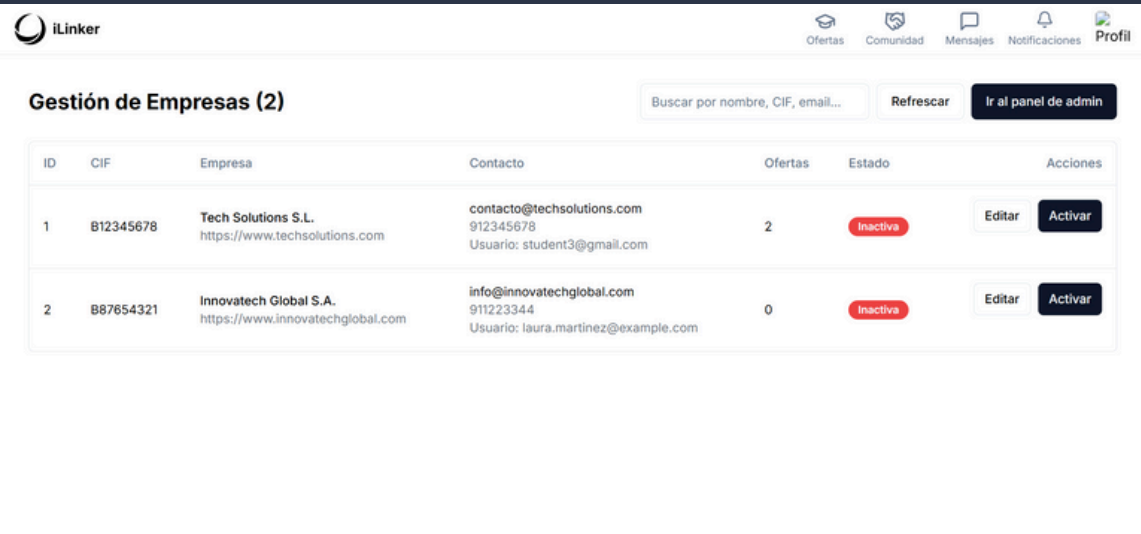 iLinker
Ofertas
Comunidad
Mensajes
Notificaciones
Profil
Gestión de Empresas (2)
Buscar por nombre, CIF, email...
Refrescar
Ir al panel de admin
ID CIF Empresa Contacto Ofertas Estado Acciones
1 B12345678
Tech Solutions S.L.
https://www.techsolutions.com
contacto@techsolutions.com
912345678
Usuario: student3@gmail.com
2
Inactiva
Editar
Activar
2 B87654321
Innovatech Global S.A.
https://www.innovatechglobal.com
info@innovatechglobal.com
911223344
Usuario: laura.martinez@example.com
0
Inactiva
Editar
Activar